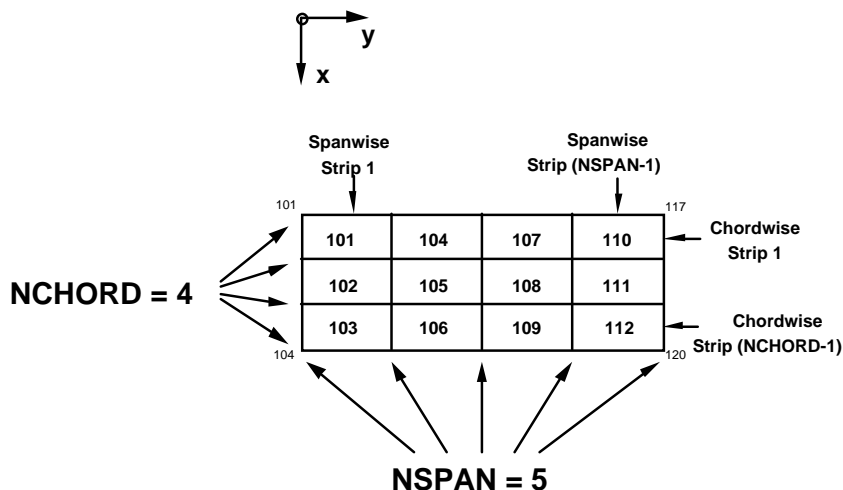 y
x
Spanwise
Strip 1
Spanwise
Strip (NSPAN-1)
101
117
101 104 107 110
Chordwise
Strip 1
NCHORD = 4
102 105 108 111
103 106 109 112
Chordwise
Strip (NCHORD-1)
104
120
NSPAN = 5